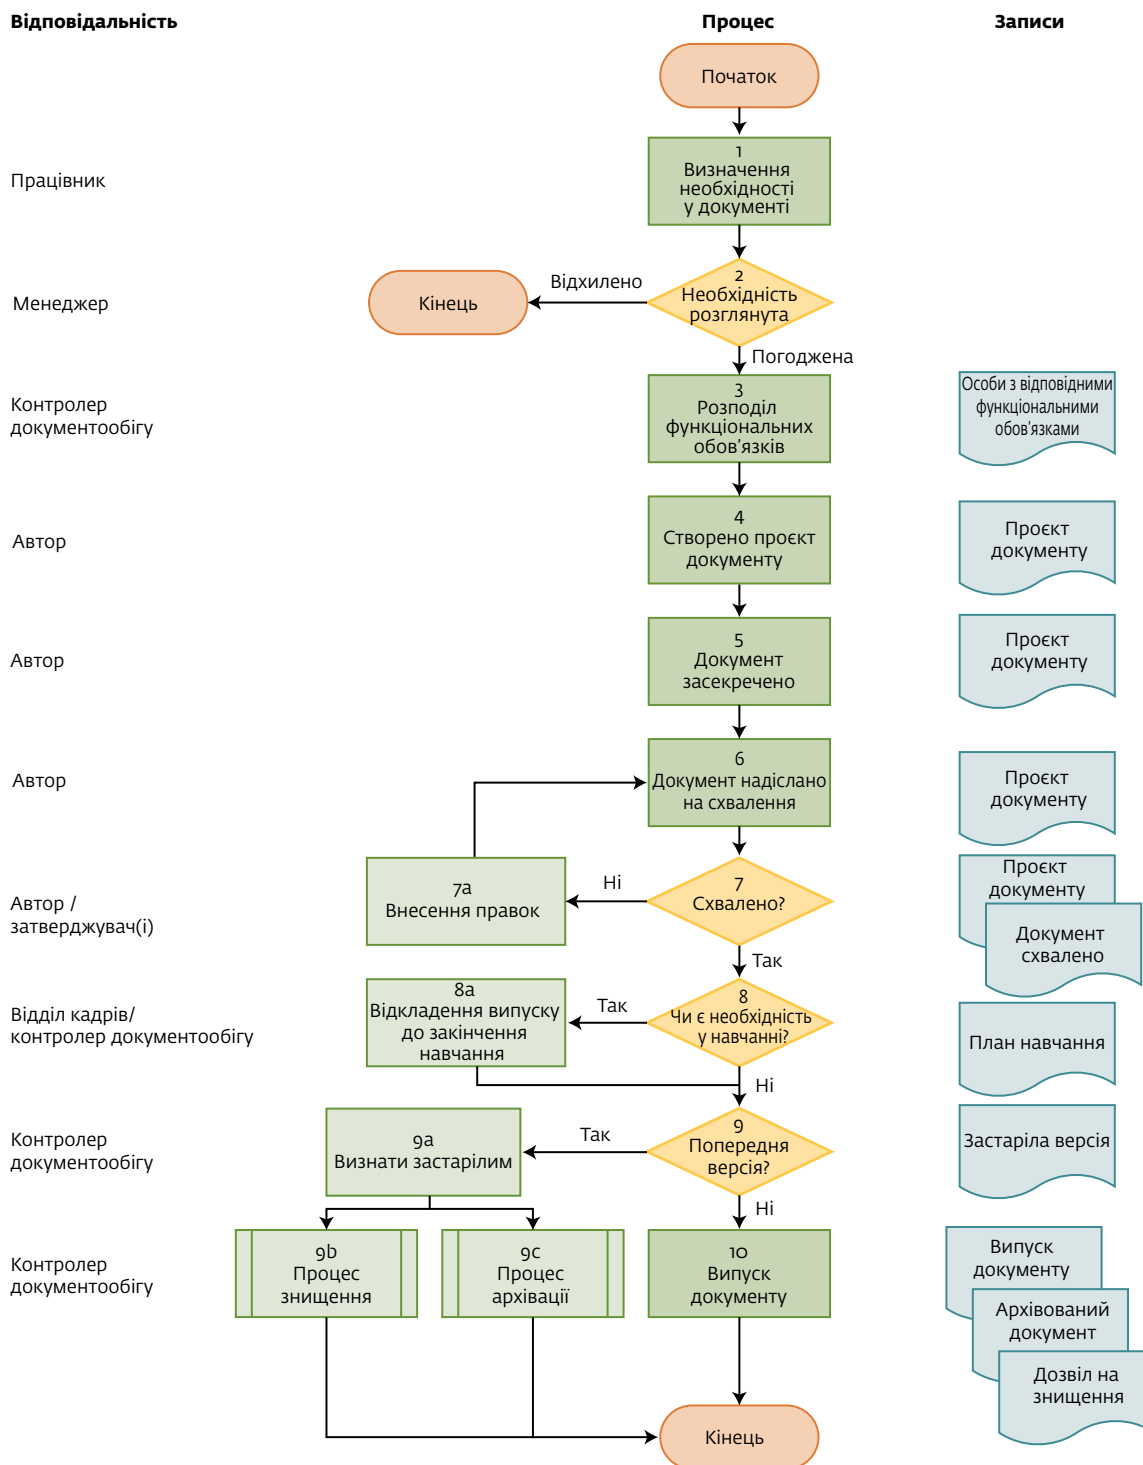 Відповідальність
Процес
Записи
Початок
Працівник
1
Визначення
необхідності
у документі
Менеджер
Кінець
Відхилено
2
Необхідність
розглянута
Погоджена
Контролер
документообігу
3
Розподіл
функціональних
обов’язків
Особи з відповідними
функціональними
обов’язками
Автор
4
Створено проєкт
документу
Проєкт
документу
Автор
5
Документ
засекречено
Проєкт
документу
Автор
6
Документ надіслано
на схвалення
Проєкт
документу
Автор /
затверджувач(і)
7a
Внесення правок
Ні
7
Схвалено?
Так
Проєкт
документу
Документ
схвалено
Відділ кадрів/
контролер документообігу
8a
Відкладення випуску
до закінчення
навчання
Так
8
Чи є необхідність
у навчанні?
Ні
План навчання
Контролер
документообігу
9a
Визнати застарілим
Так
9
Попередня
версія?
Ні
Застаріла версія
Контролер
документообігу
9b
Процес
знищення
9c
Процес
архівації
10
Випуск
документу
Випуск
документу
Архівований
документ
Дозвіл на
знищення
Кінець